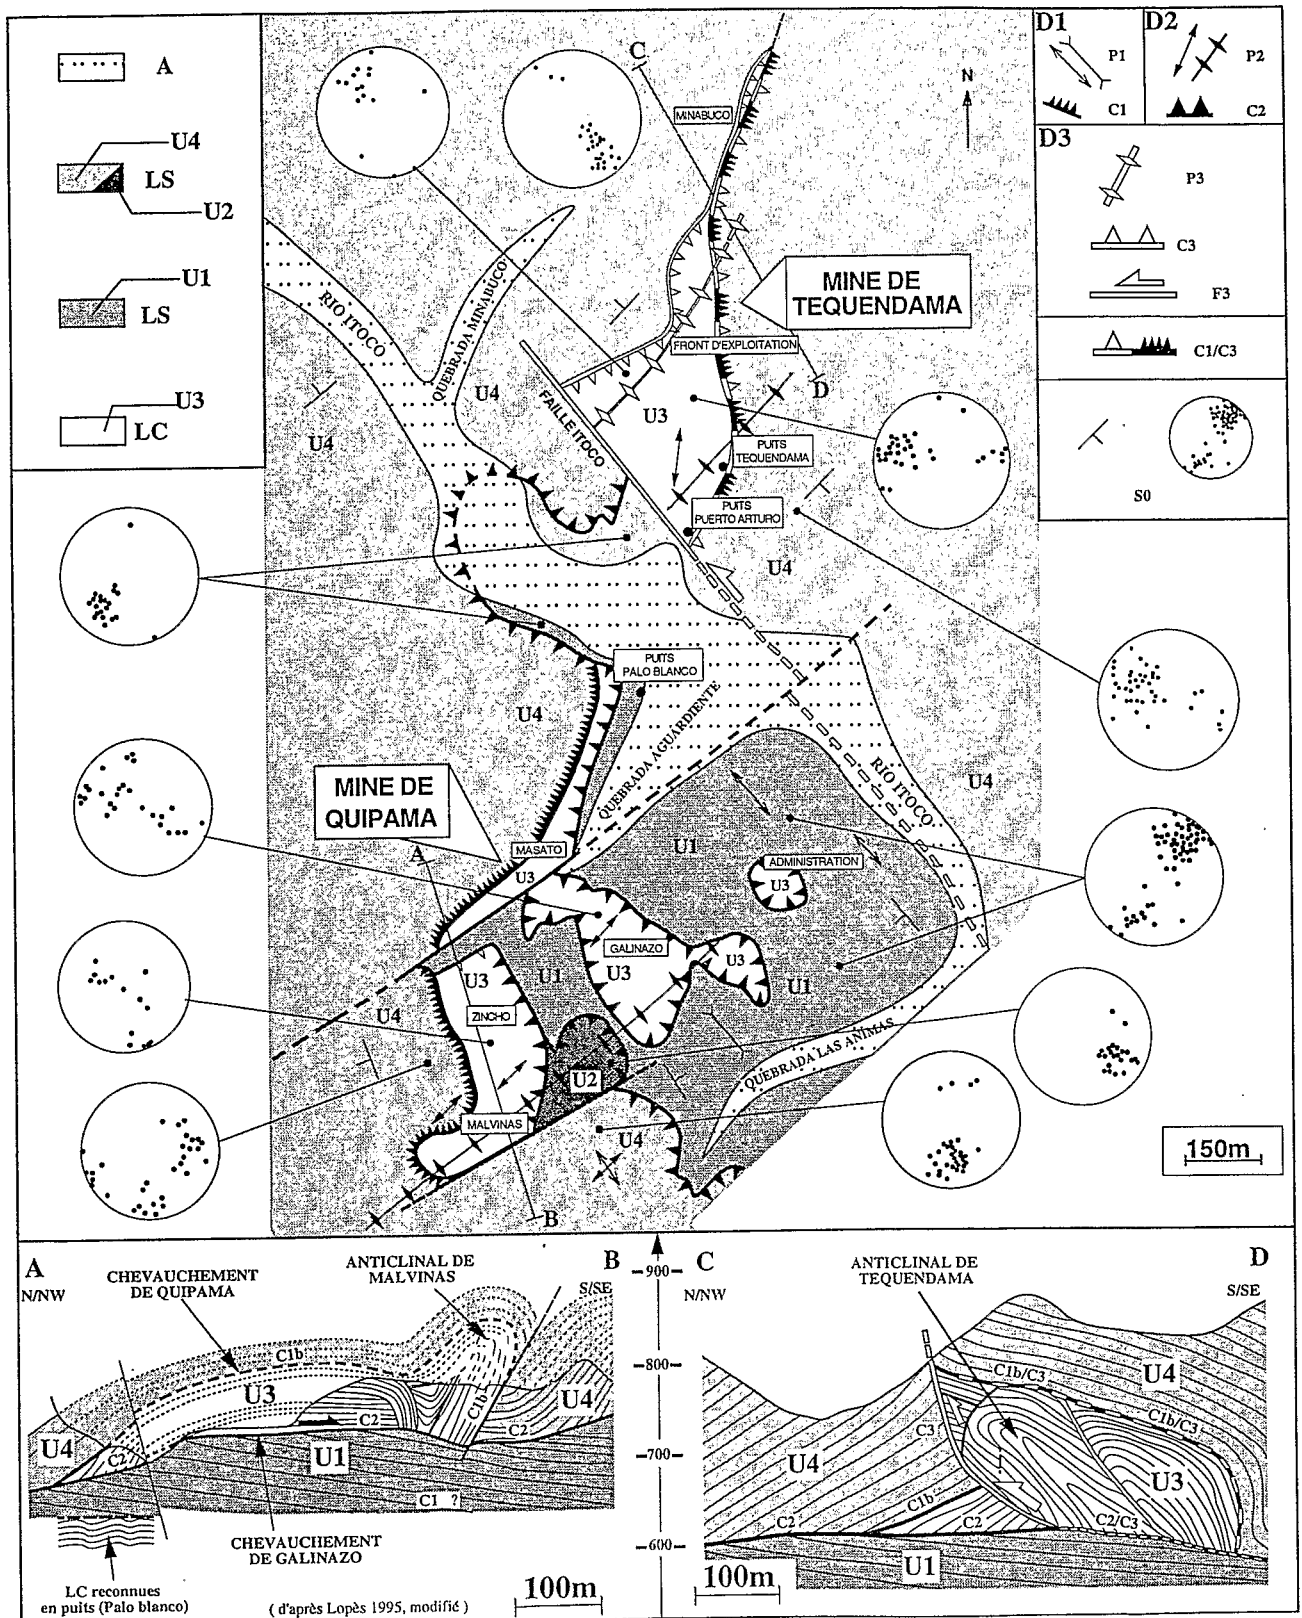 A
U4
LS
U2
U1
LS
U3
LC
C
N
MINABUCO
D1
P1
C1
D2
P2
C2
D3
P3
C3
F3
C1/C3
S0
RIO ITOCO
QUEBRADA MINABUCO
MINE DE
TEQUENDAMA
FRONT D'EXPLOITATION
D
U4
FAILLE ITOCO
U3
U4
PUITS
TEQUENDAMA
PUITS
PUERTO ARTURO
U4
PUITS
PALO BLANCO
U4
QUEBRADA AGUARDIENTE
RIO ITOCO
U4
MINE DE
QUIPAMA
A
MASATO
U3
U1
ADMINISTRATION
U3
GALINAZO
U3
U3
U1
U3
U1
ZINCHO
U4
QUEBRADA LAS ANIMAS
U2
MALVINAS
U4
B
150m
A
N/NW
CHEVAUCHEMENT
DE QUIPAMA
ANTICLINAL DE
MALVINAS
B
S/SE
C1b
U3
C2
C1b
U4
U4
C2
C2
U1
C1 ?
CHEVAUCHEMENT
DE GALINAZO
LC reconnues
en puits (Palo blanco)
( d'après Lopès 1995, modifié )
100m
900
800
700
600
C
N/NW
ANTICLINAL DE
TEQUENDAMA
D
S/SE
C1b/C3
U4
C1b/C3
C3
U4
U3
C1b
C2
C2
C2/C3
U1
100m